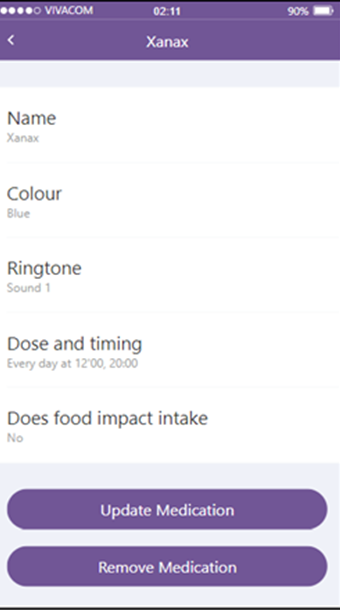 VIVACOM 02:11 90%
Xanax
Name
Xanax
Colour
Blue
Ringtone
Sound 1
Dose and timing
Every day at 12'00, 20:00
Does food impact intake
No
Update Medication
Remove Medication